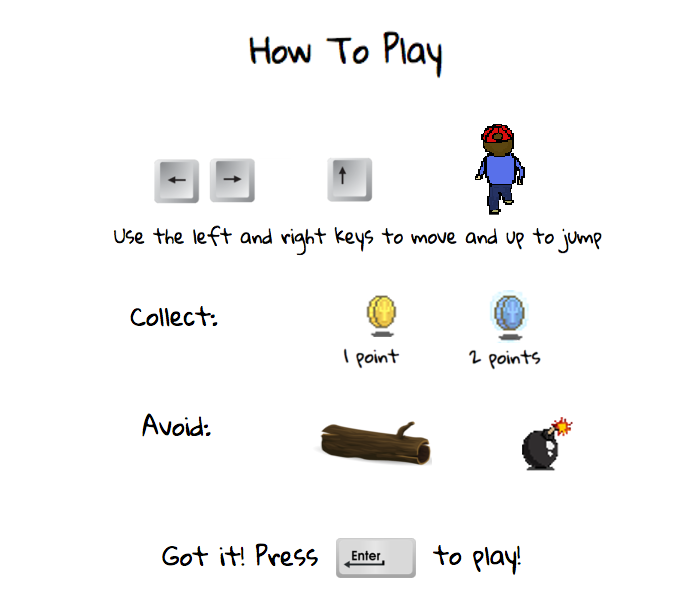 How To Play
Use the left and right keys to move and up to jump
Collect:
1 point
2 points
Avoid:
Got it! Press Enter to play!